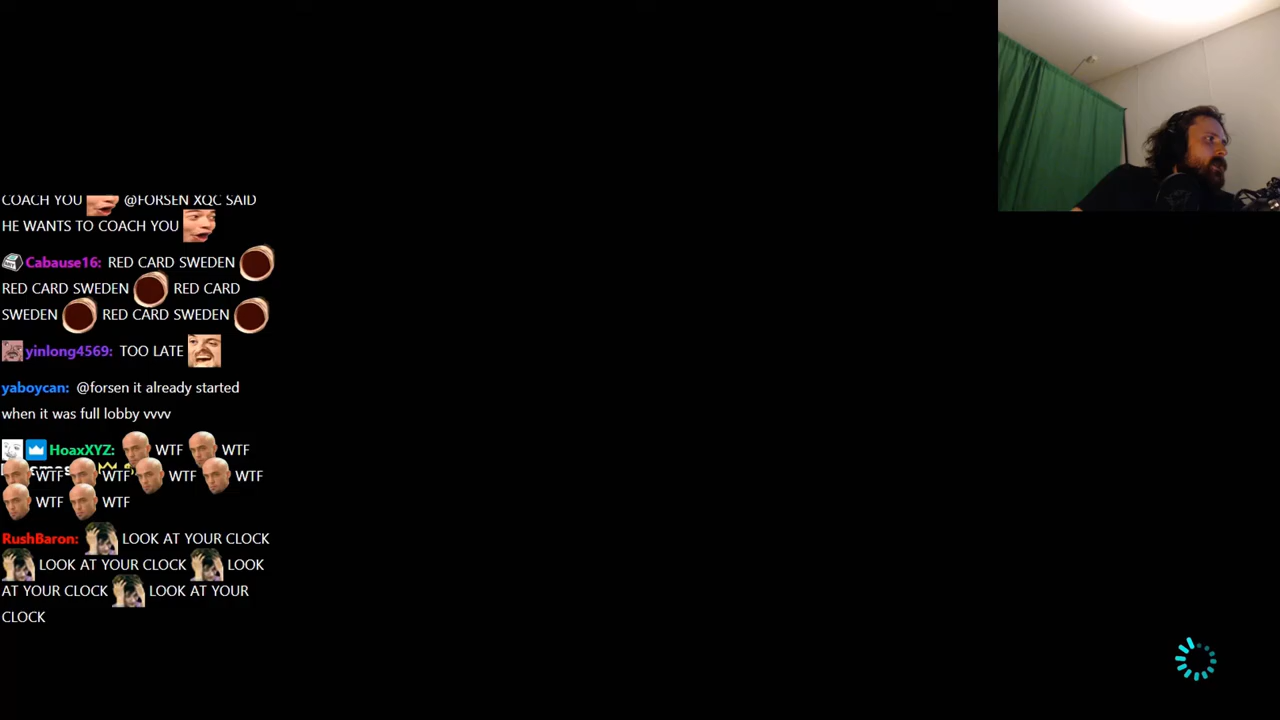 COACH YOU @FORSEN XQC SAID
HE WANTS TO COACH YOU
Cabause16: RED CARD SWEDEN
RED CARD SWEDEN RED CARD
SWEDEN RED CARD SWEDEN
yinlong4569: TOO LATE
yaboycan: @forsen it already started
when it was full lobby vvvv
HoaxXYZ: WTF WTF
WTF WTF WTF WTF
WTF WTF
RushBaron: LOOK AT YOUR CLOCK
LOOK AT YOUR CLOCK LOOK
AT YOUR CLOCK LOOK AT YOUR
CLOCK